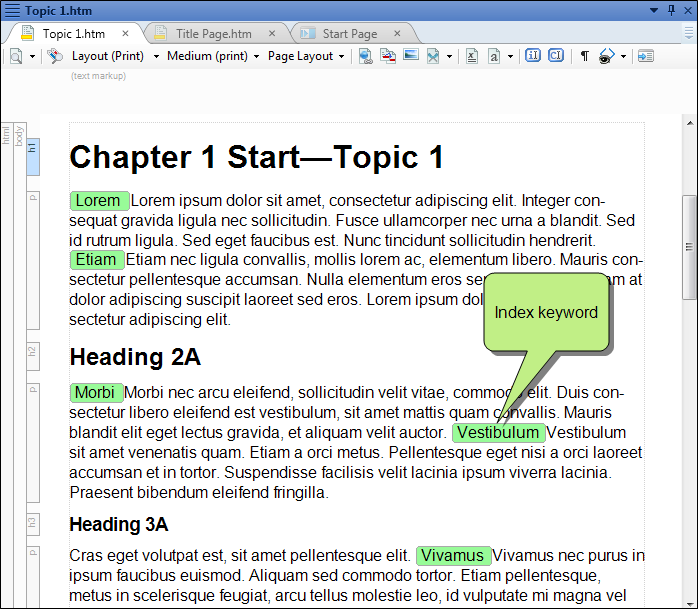 Topic 1.htm
Topic 1.htm × Title Page.htm × Start Page ×
Layout (Print) Medium (print) Page Layout
(text markup)
html
body
h1
Chapter 1 Start—Topic 1
p
Lorem Lorem ipsum dolor sit amet, consectetur adipiscing elit. Integer con-
sequat gravida ligula nec sollicitudin. Fusce ullamcorper nec urna a blandit. Sed
id rutrum ligula. Sed eget faucibus est. Nunc tincidunt sollicitudin hendrerit.
Etiam Etiam nec ligula convallis, mollis lorem ac, elementum libero. Mauris con-
sectetur pellentesque accumsan. Nulla elementum eros am at
dolor adipiscing suscipit laoreet sed eros. Lorem ipsum
sectetur adipiscing elit.
Index keyword
h2
Heading 2A
p
Morbi Morbi nec arcu eleifend, sollicitudin velit vitae, elit. Duis con-
sectetur libero eleifend est vestibulum, sit amet mattis quam convallis. Mauris
blandit elit eget lectus gravida, et aliquam velit auctor. Vestibulum Vestibulum
sit amet venenatis quam. Etiam a orci metus. Pellentesque eget nisi a orci laoreet
accumsan et in tortor. Suspendisse facilisis velit lacinia ipsum viverra lacinia.
Praesent bibendum eleifend fringilla.
h3
Heading 3A
p
Cras eget volutpat est, sit amet pellentesque elit. Vivamus Vivamus nec purus in
ipsum faucibus euismod. Aliquam sed commodo tortor. Etiam pellentesque,
metus in scelerisque feugiat, arcu tellus molestie leo, id vulputate mi magna vel